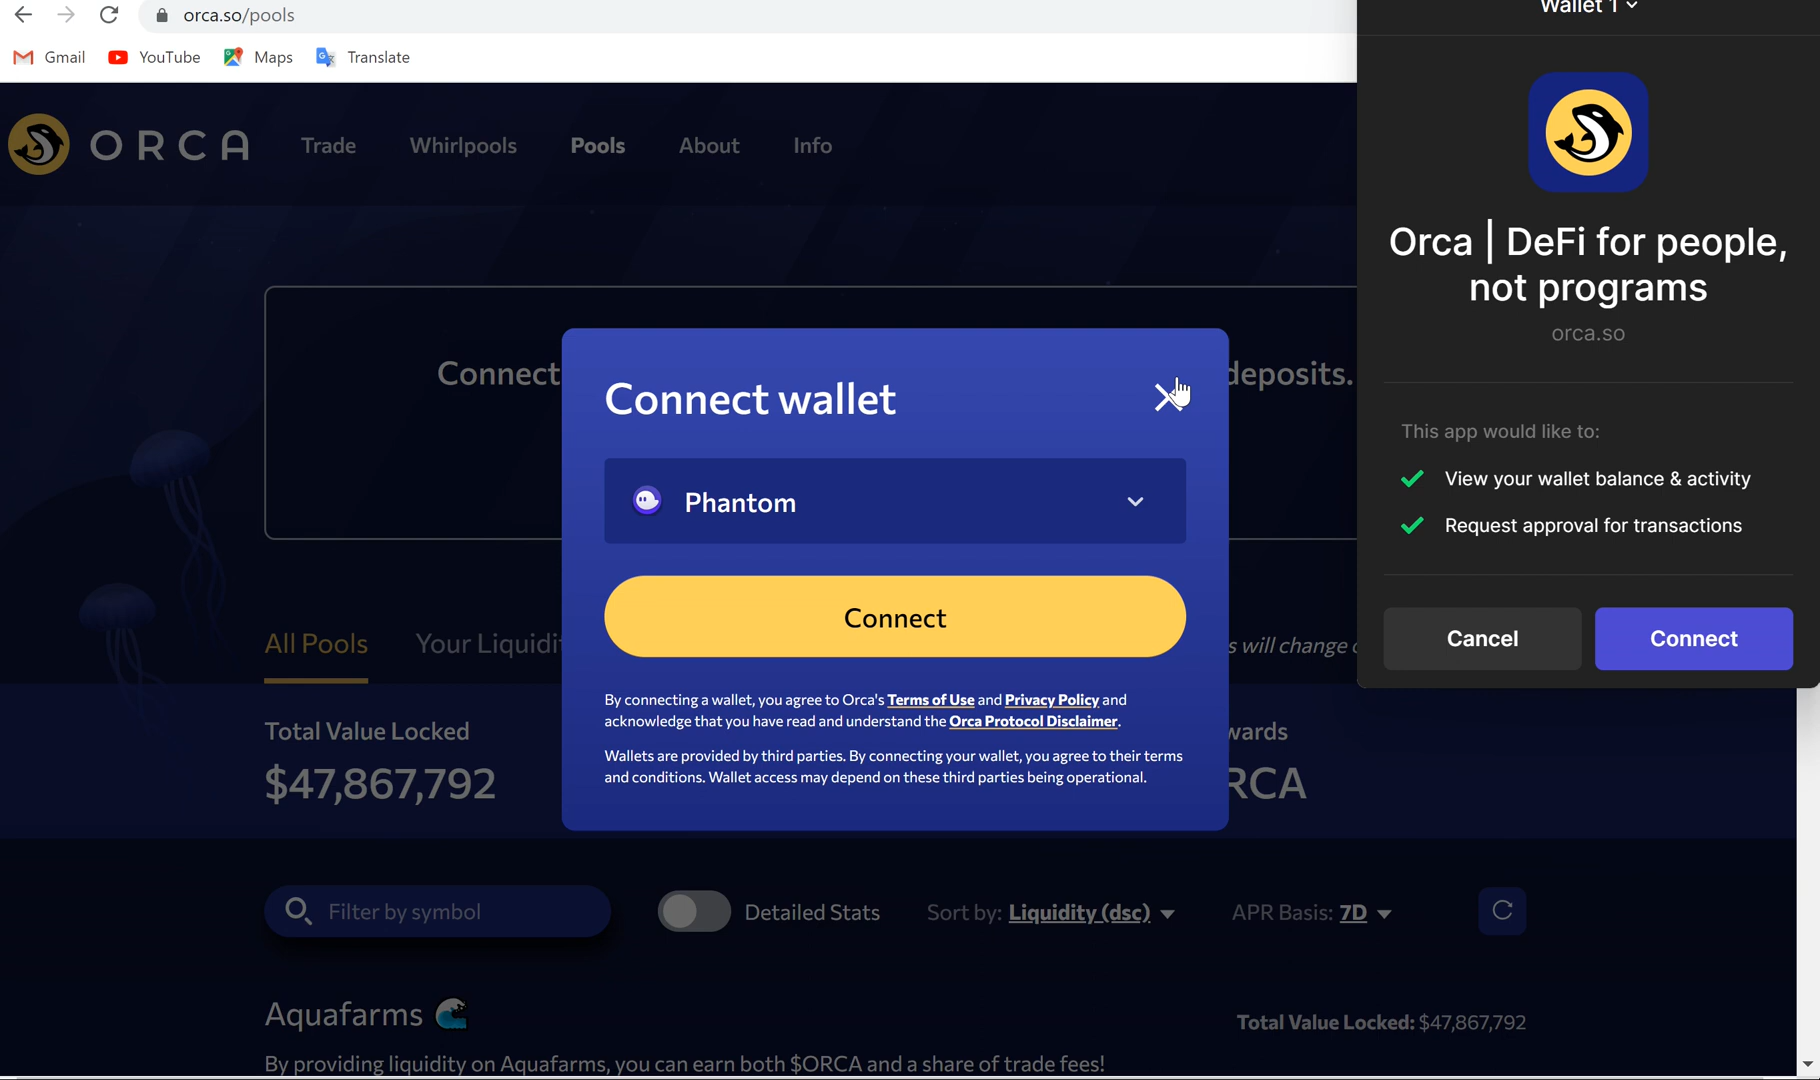 orca.so/pools
Wallet 1
Gmail YouTube Maps Translate
ORCA Trade Whirlpools Pools About Info
Orca | DeFi for people,
not programs
orca.so
Connect deposits.
Connect wallet
This app would like to:
View your wallet balance & activity
Request approval for transactions
Phantom
Connect
Cancel Connect
All Pools Your s will change
By connecting a wallet, you agree to Orca's Terms of Use and Privacy Policy and
acknowledge that you have read and understand the Orca Protocol Disclaimer.
Wallets are provided by third parties. By connecting your wallet, you agree to their terms
and conditions. Wallet access may depend on these third parties being operational.
Total Value Locked
$47,867,792
Filter by symbol Detailed Stats Sort by: Liquidity (dsc) APR Basis: 7D
Aquafarms
Total Value Locked: $47,867,792
By providing liquidity on Aquafarms, you can earn both $ORCA and a share of trade fees!